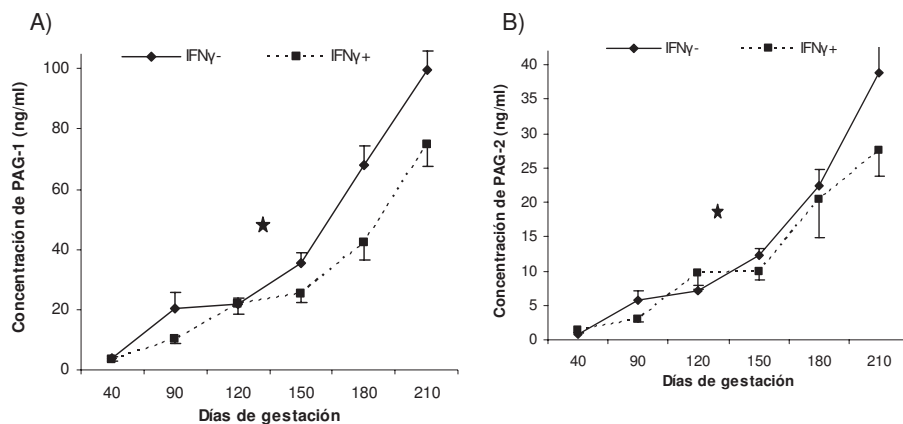 A)
IFNγ-
IFNγ+
Concentración de PAG-1 (ng/ml)
100
80
60
40
20
0
40 90 120 150 180 210
Días de gestación
B)
IFNγ-
IFNγ+
Concentración de PAG-2 (ng/ml)
40
35
30
25
20
15
10
5
0
40 90 120 150 180 210
Días de gestación